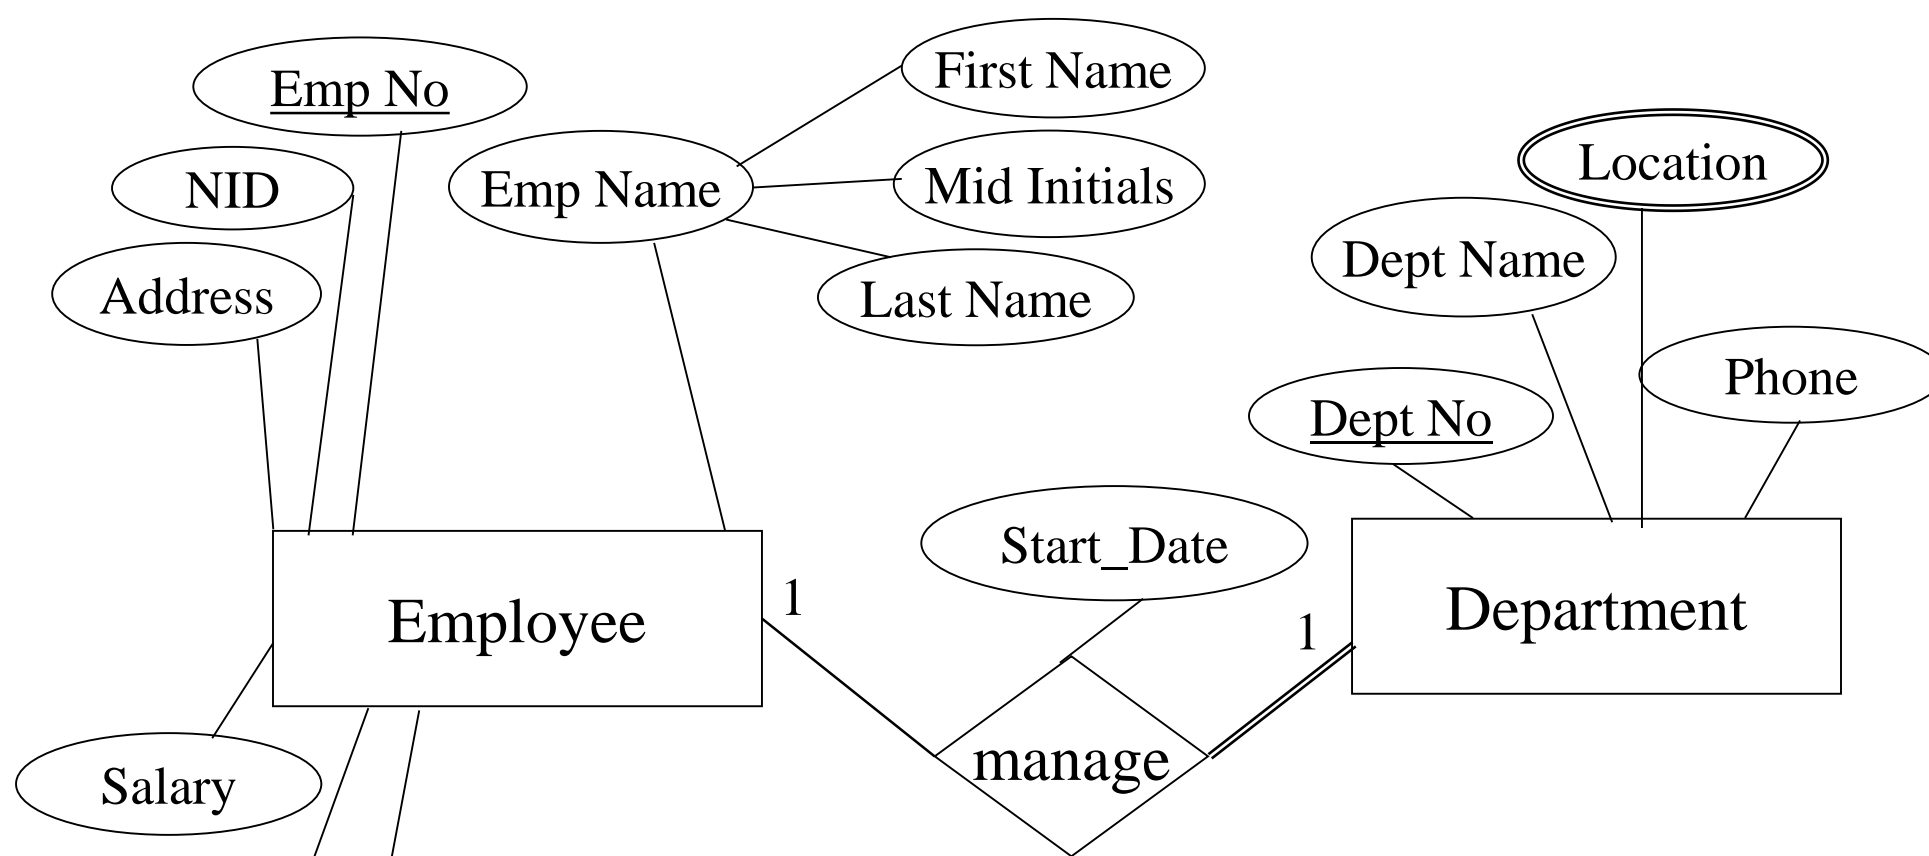 First Name
Emp No
Location
NID
Emp Name
Mid Initials
Dept Name
Address
Last Name
Phone
Dept No
Start_Date
1
Employee
1
Department
manage
Salary